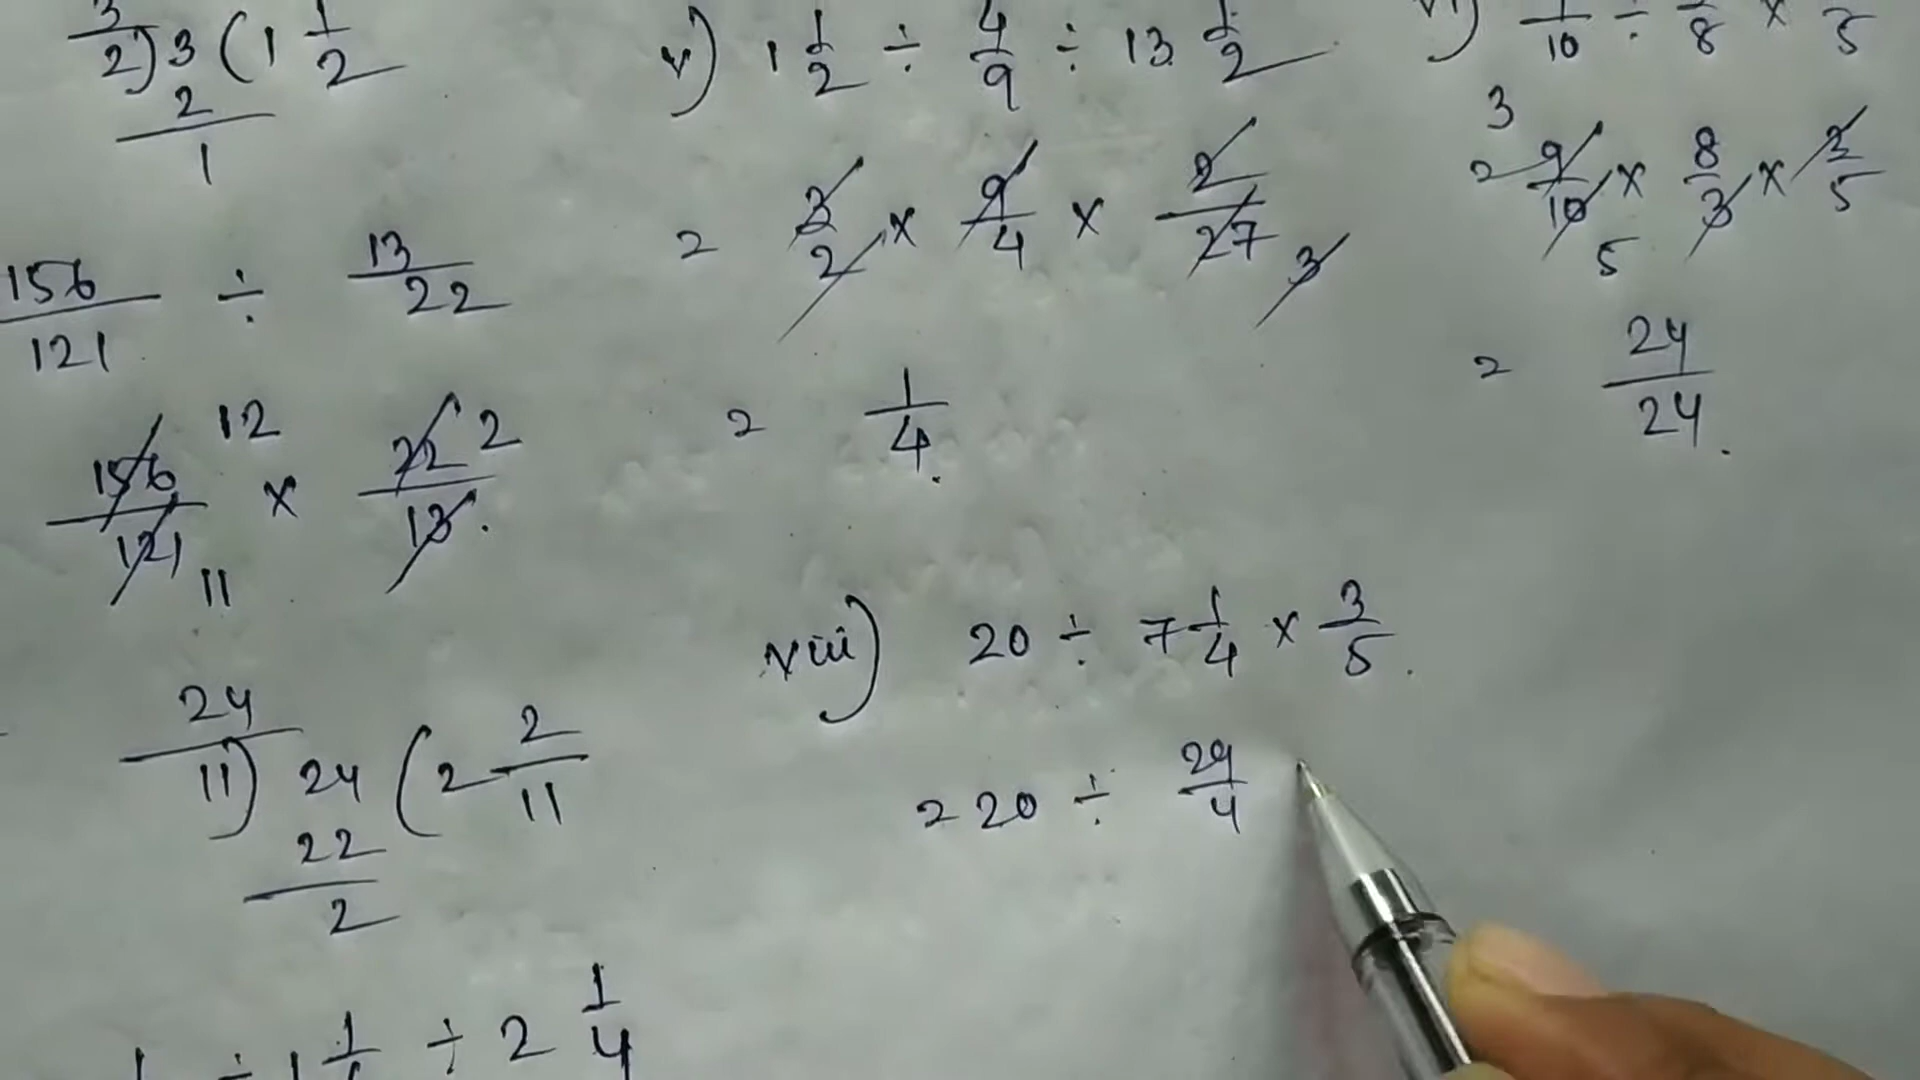 3/2) 3 ( 1 1/2
2
1
156/121 ÷ 13/22
156/121 × 22/13
12 2
11
24/11) 24 ( 2 2/11
22
2
÷ 1 ÷ 2 1/4
v) 1 1/2 ÷ 4/9 ÷ 13 1/2
= 3/2 × 9/4 × 2/27
3
= 1/4.
viii) 20 ÷ 7 1/4 × 3/5.
= 20 ÷ 29/4
/10 ÷ /8 × /5
3
= 9/10 × 8/3 × 3/5
5
= 24/24.